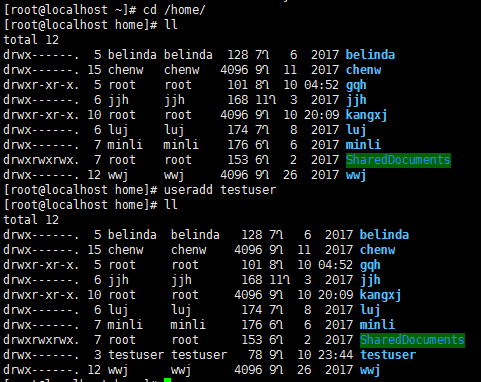 [root@localhost ~]# cd /home/
[root@localhost home]# ll
total 12
drwx------. 5 belinda belinda 128 7月 6 2017 belinda
drwx------. 15 chenw chenw 4096 9月 11 2017 chenw
drwxr-xr-x. 5 root root 101 8月 10 04:52 gqh
drwx------. 6 jjh jjh 168 11月 3 2017 jjh
drwxr-xr-x. 10 root root 4096 9月 10 20:09 kangxj
drwx------. 6 luj luj 174 7月 8 2017 luj
drwx------. 7 minli minli 176 6月 6 2017 minli
drwxrwxrwx. 7 root root 153 6月 2 2017 SharedDocuments
drwx------. 12 wwj wwj 4096 9月 26 2017 wwj
[root@localhost home]# useradd testuser
[root@localhost home]# ll
total 12
drwx------. 5 belinda belinda 128 7月 6 2017 belinda
drwx------. 15 chenw chenw 4096 9月 11 2017 chenw
drwxr-xr-x. 5 root root 101 8月 10 04:52 gqh
drwx------. 6 jjh jjh 168 11月 3 2017 jjh
drwxr-xr-x. 10 root root 4096 9月 10 20:09 kangxj
drwx------. 6 luj luj 174 7月 8 2017 luj
drwx------. 7 minli minli 176 6月 6 2017 minli
drwxrwxrwx. 7 root root 153 6月 2 2017 SharedDocuments
drwx------. 3 testuser testuser 78 9月 10 23:44 testuser
drwx------. 12 wwj wwj 4096 9月 26 2017 wwj